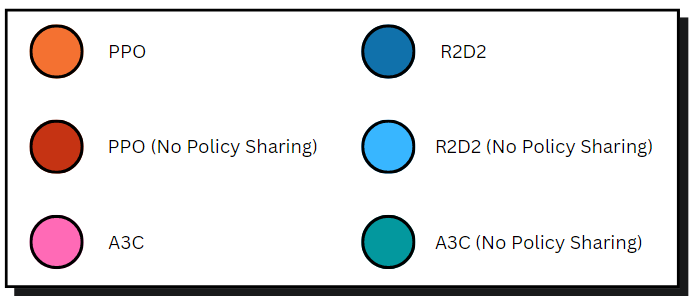 PPO
R2D2
PPO (No Policy Sharing)
R2D2 (No Policy Sharing)
A3C
A3C (No Policy Sharing)